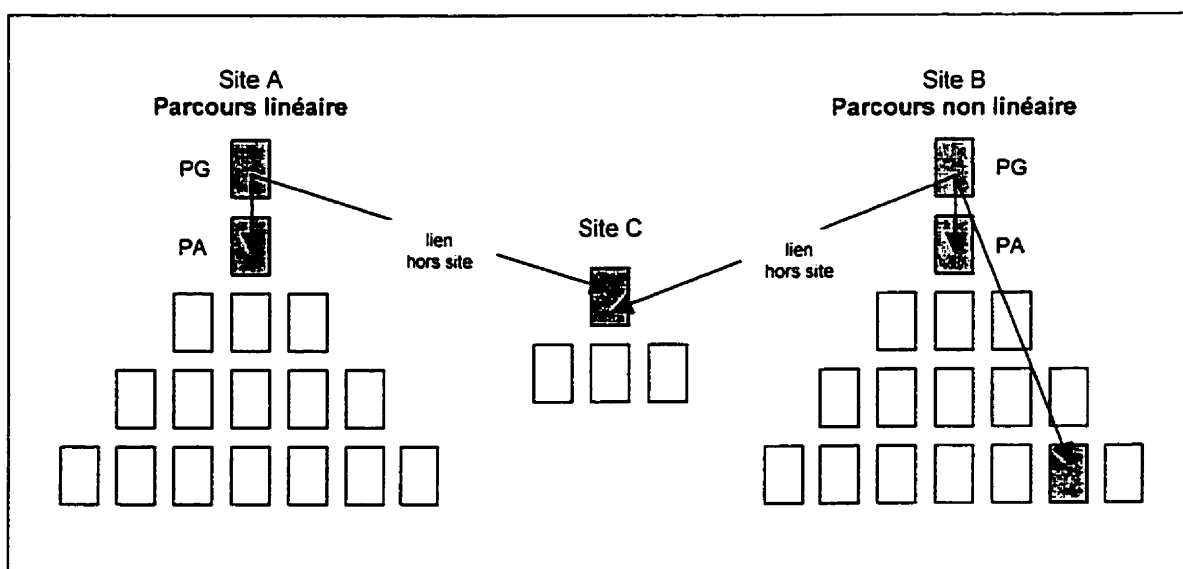 Site A
Parcours linéaire
PG
PA
lien
hors site
Site C
lien
hors site
Site B
Parcours non linéaire
PG
PA